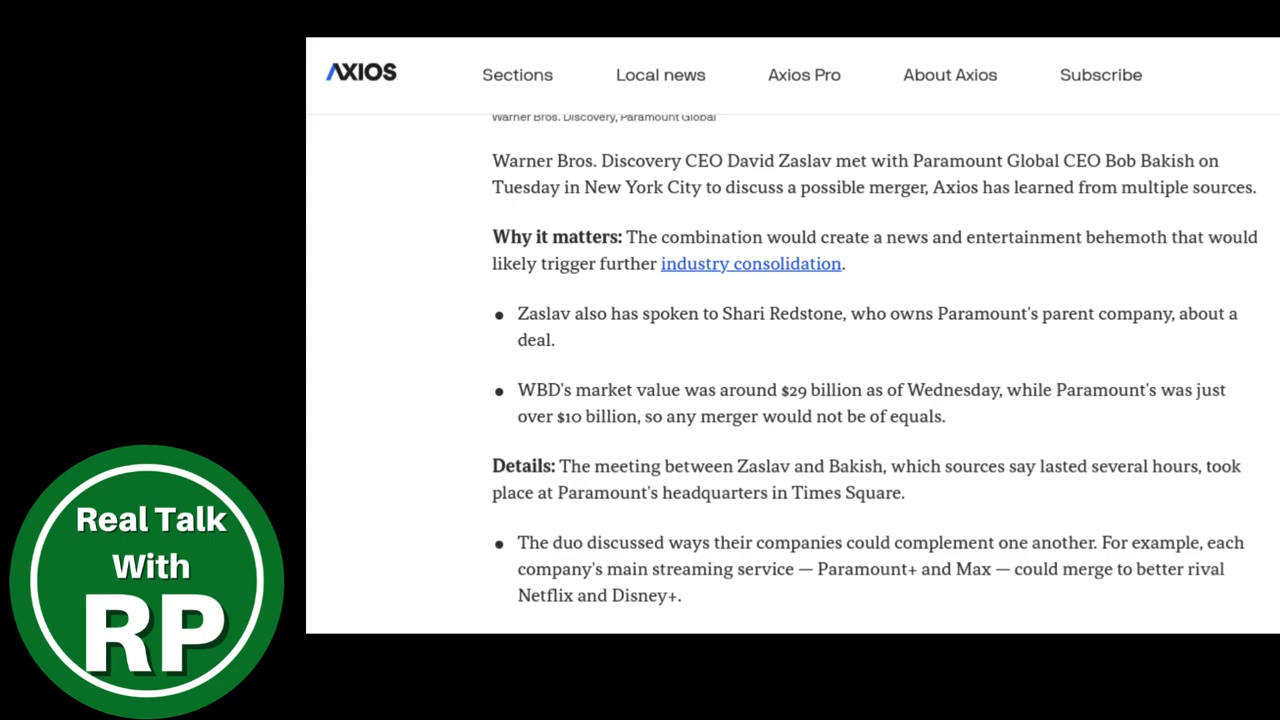 AXIOS
Sections
Local news
Axios Pro
About Axios
Subscribe
Warner Bros. Discovery, Paramount Global
Warner Bros. Discovery CEO David Zaslav met with Paramount Global CEO Bob Bakish on
Tuesday in New York City to discuss a possible merger, Axios has learned from multiple sources.
Why it matters: The combination would create a news and entertainment behemoth that would
likely trigger further industry consolidation.
● Zaslav also has spoken to Shari Redstone, who owns Paramount's parent company, about a
deal.
● WBD's market value was around $29 billion as of Wednesday, while Paramount's was just
over $10 billion, so any merger would not be of equals.
Details: The meeting between Zaslav and Bakish, which sources say lasted several hours, took
place at Paramount's headquarters in Times Square.
● The duo discussed ways their companies could complement one another. For example, each
company's main streaming service — Paramount+ and Max — could merge to better rival
Netflix and Disney+.
Real Talk
With
RP